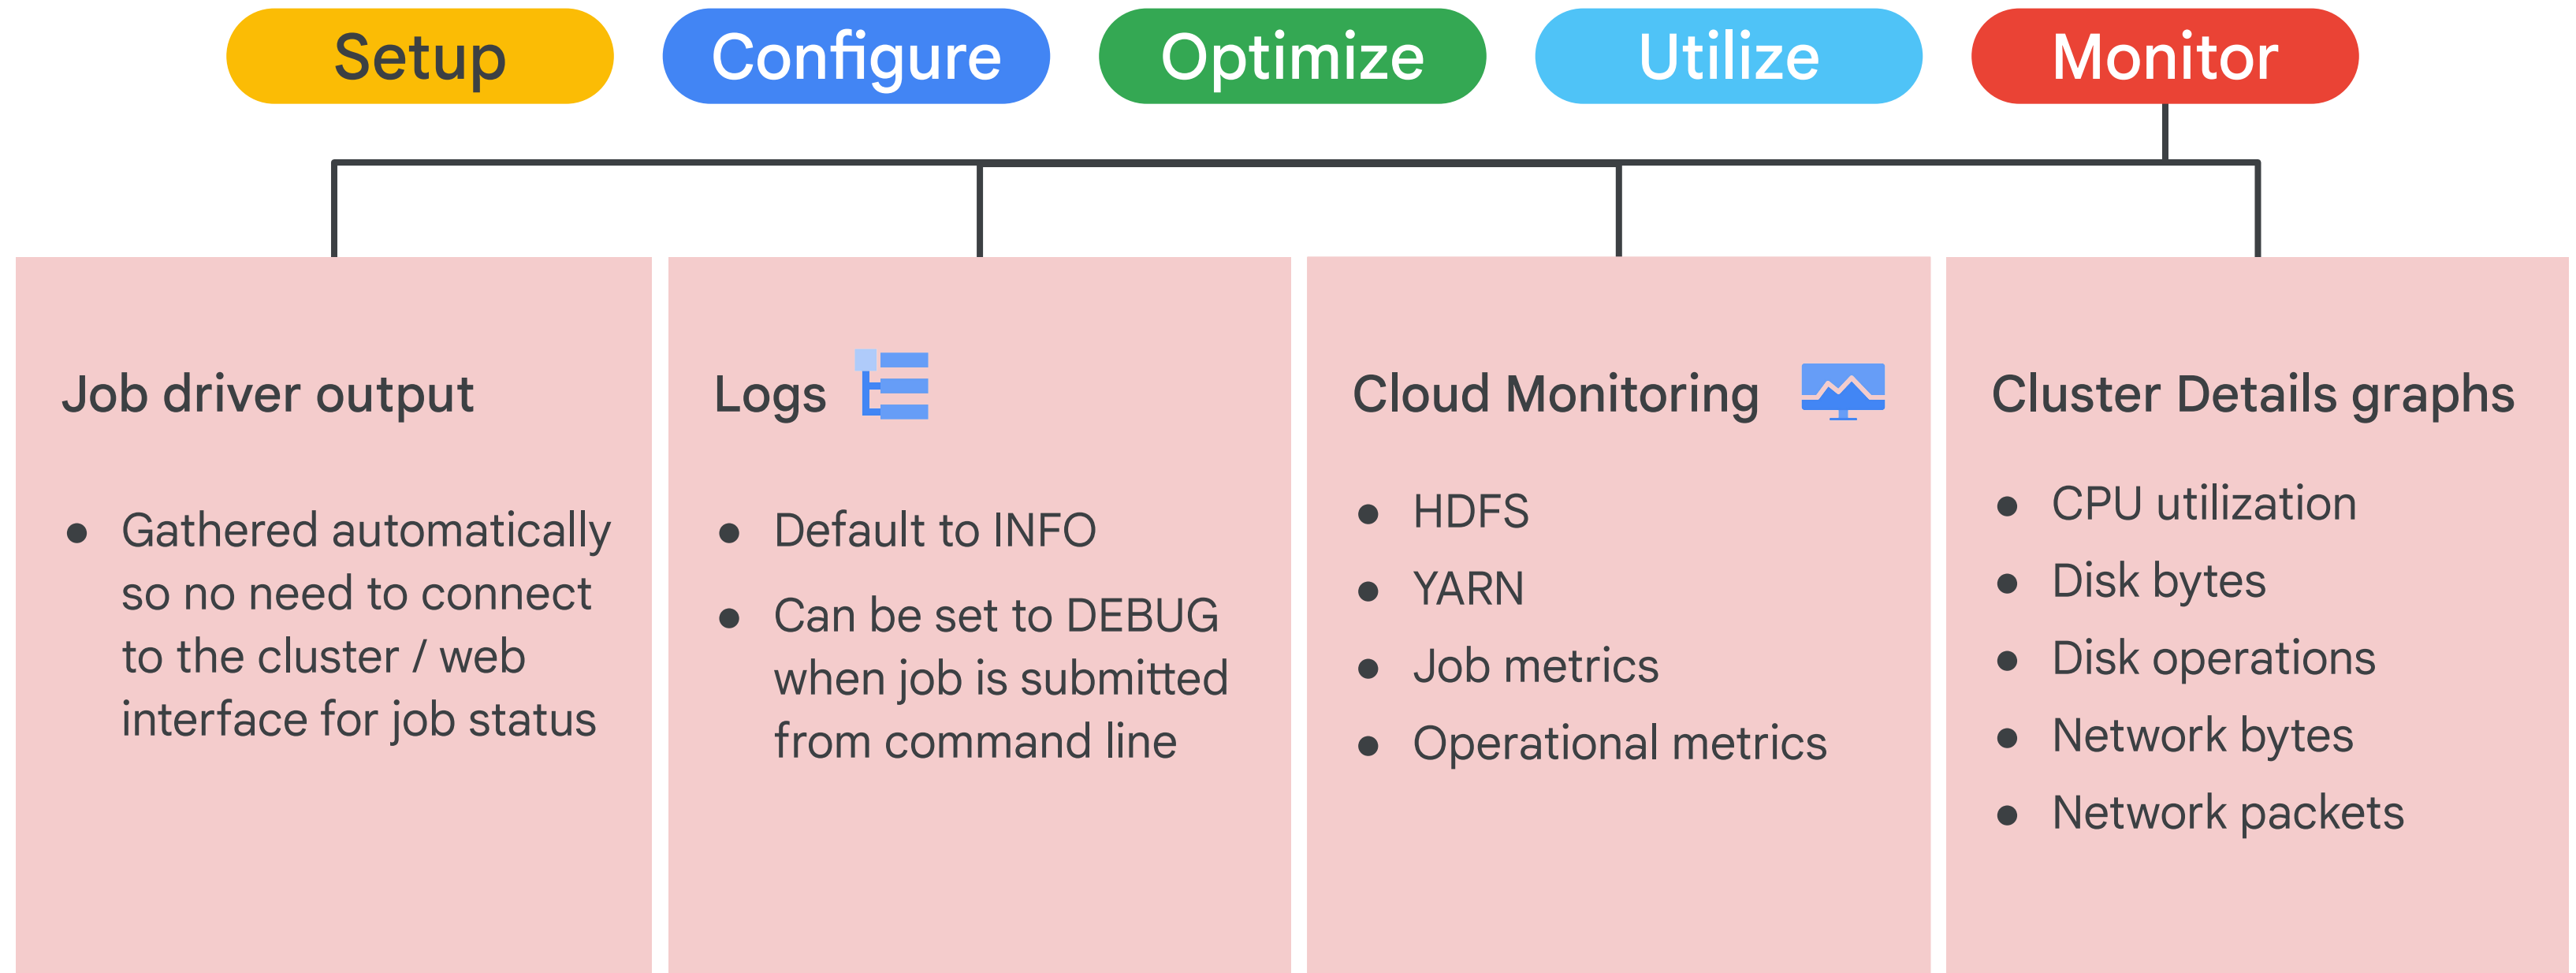 Setup
Configure
Optimize
Utilize
Monitor
Job driver output
● Gathered automatically
so no need to connect
to the cluster / web
interface for job status
Logs
● Default to INFO
● Can be set to DEBUG
when job is submitted
from command line
Cloud Monitoring
● HDFS
● YARN
● Job metrics
● Operational metrics
Cluster Details graphs
● CPU utilization
● Disk bytes
● Disk operations
● Network bytes
● Network packets